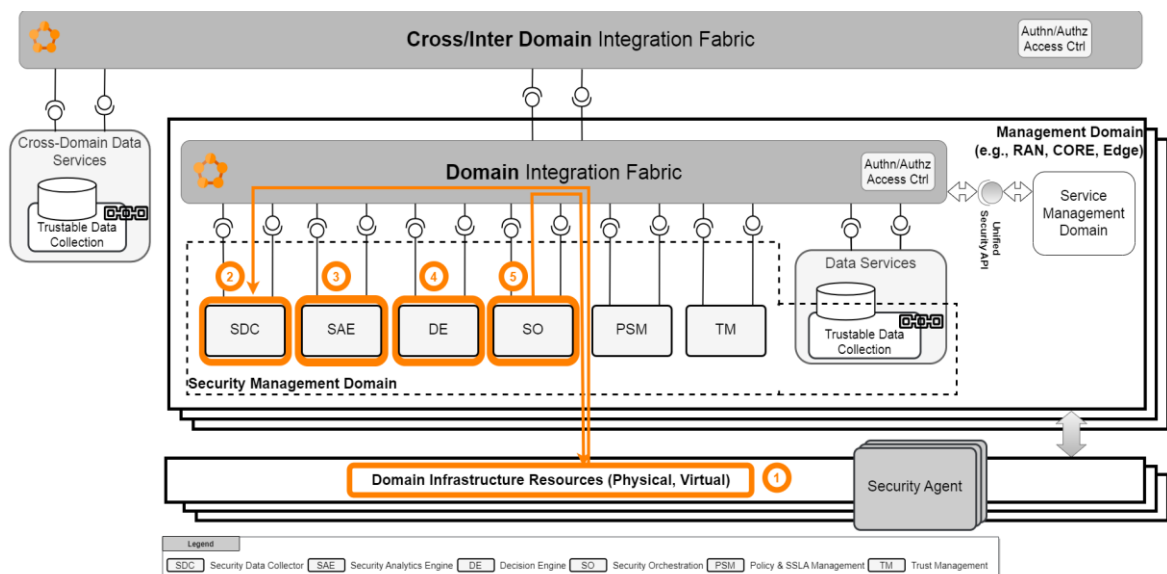 Cross/Inter Domain Integration Fabric
Authn/Authz
Access Ctrl
Cross-Domain Data
Services
Trustable Data
Collection
Management Domain
(e.g., RAN, CORE, Edge)
Domain Integration Fabric
Authn/Authz
Access Ctrl
Unified
Security API
Service
Management
Domain
2
3
4
5
SDC
SAE
DE
SO
PSM
TM
Data Services
Trustable Data
Collection
Security Management Domain
Domain Infrastructure Resources (Physical, Virtual)
1
Security Agent
Legend
SDC Security Data Collector SAE Security Analytics Engine DE Decision Engine SO Security Orchestration PSM Policy & SSLA Management TM Trust Management